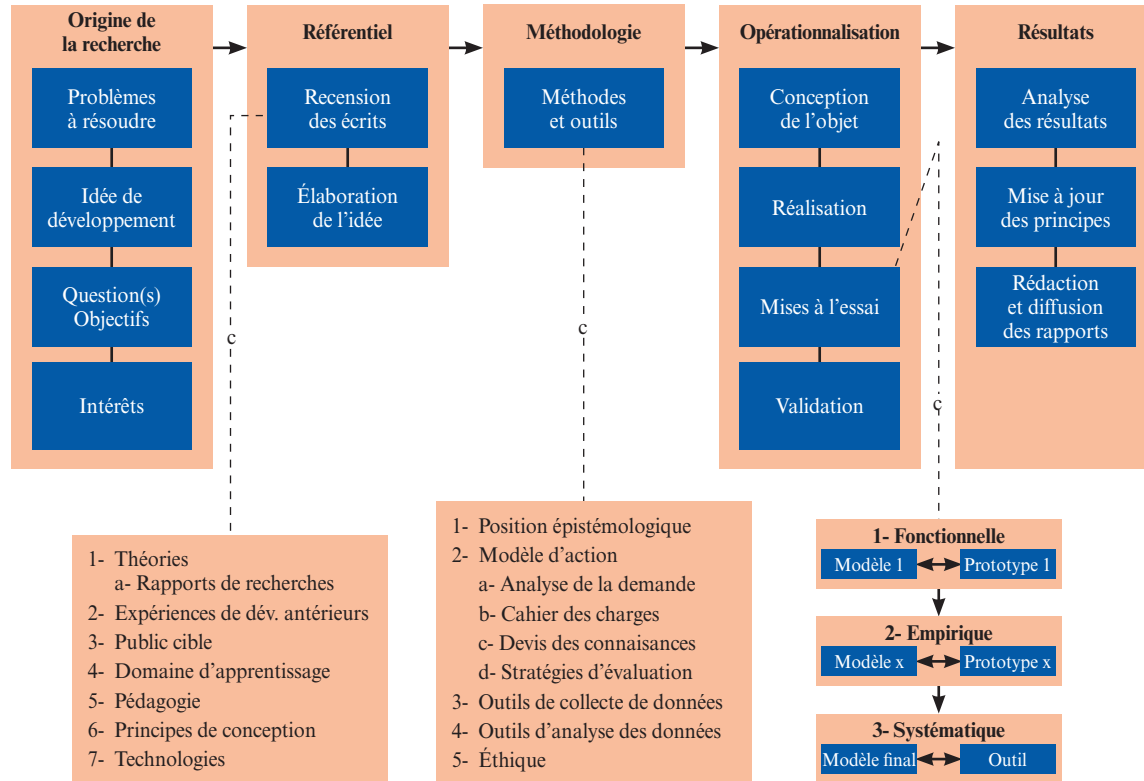 Origine de
la recherche
Problèmes
à résoudre
Idée de
développement
Question(s)
Objectifs
Intérêts
Référentiel
Recension
des écrits
Élaboration
de l’idée
Méthodologie
Méthodes
et outils
Opérationnalisation
Conception
de l’objet
Réalisation
Mises à l’essai
Validation
Résultats
Analyse
des résultats
Mise à jour
des principes
Rédaction
et diffusion
des rapports
c
c
c
1- Théories
a- Rapports de recherches
2- Expériences de dév. antérieurs
3- Public cible
4- Domaine d’apprentissage
5- Pédagogie
6- Principes de conception
7- Technologies
1- Position épistémologique
2- Modèle d’action
a- Analyse de la demande
b- Cahier des charges
c- Devis des connaisances
d- Stratégies d’évaluation
3- Outils de collecte de données
4- Outils d’analyse des données
5- Éthique
1- Fonctionnelle
Modèle 1 Prototype 1
2- Empirique
Modèle x Prototype x
3- Systématique
Modèle final Outil